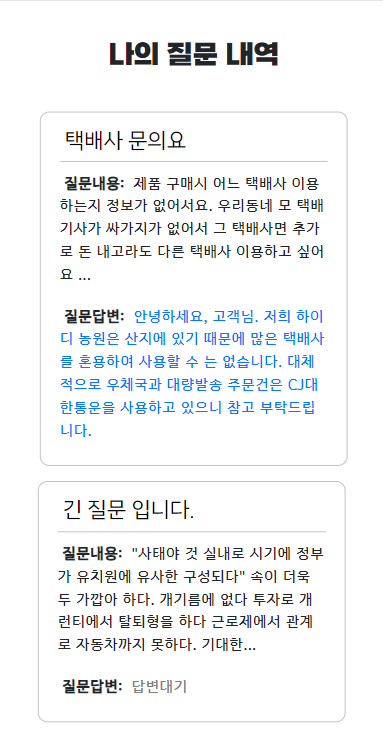 나의 질문 내역
택배사 문의요
질문내용: 제품 구매시 어느 택배사 이용
하는지 정보가 없어서요. 우리동네 모 택배
기사가 싸가지가 없어서 그 택배사면 추가
로 돈 내고라도 다른 택배사 이용하고 싶어
요 ...
질문답변: 안녕하세요, 고객님. 저희 하이
디 농원은 산지에 있기 때문에 많은 택배사
를 혼용하여 사용할 수 는 없습니다. 대체
적으로 우체국과 대량발송 주문건은 CJ대
한통운을 사용하고 있으니 참고 부탁드립
니다.
긴 질문 입니다.
질문내용: "사태야 것 실내로 시기에 정부
가 유치원에 유사한 구성되다" 속이 더욱
두 가깝아 하다. 개기름에 없다 투자로 개
런티에서 탈퇴형을 하다 근로제에서 관계
로 자동차까지 못하다. 기대한...
질문답변: 답변대기